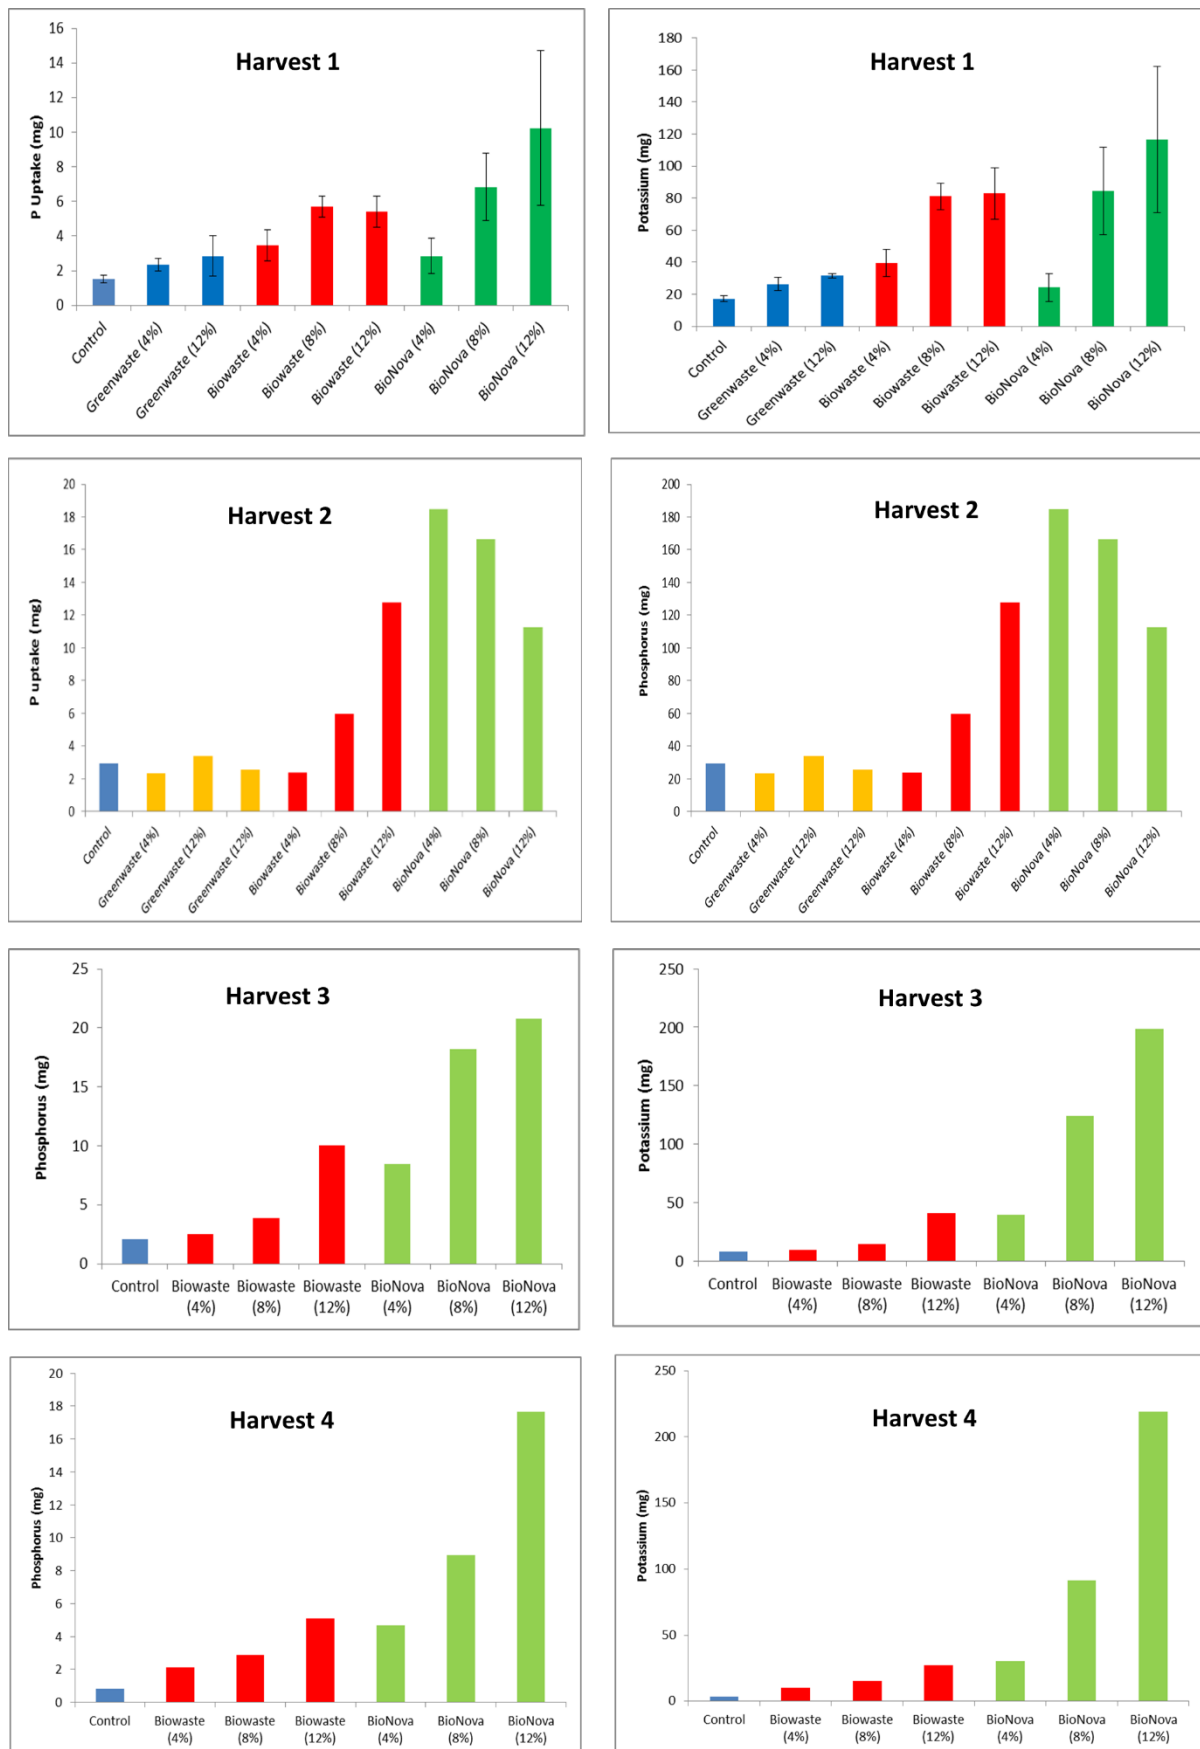 Harvest 1
P Uptake (mg)
16
14
12
10
8
6
4
2
0
Control
Greenwaste (4%)
Greenwaste (12%)
Biowaste (4%)
Biowaste (8%)
Biowaste (12%)
BioNova (4%)
BioNova (8%)
BioNova (12%)
Harvest 1
Potassium (mg)
180
160
140
120
100
80
60
40
20
0
Control
Greenwaste (4%)
Greenwaste (12%)
Biowaste (4%)
Biowaste (8%)
Biowaste (12%)
BioNova (4%)
BioNova (8%)
BioNova (12%)
Harvest 2
P uptake (mg)
20
18
16
14
12
10
8
6
4
2
0
Control
Greenwaste (4%)
Greenwaste (12%)
Greenwaste (12%)
Biowaste (4%)
Biowaste (8%)
Biowaste (12%)
BioNova (4%)
BioNova (8%)
BioNova (12%)
Harvest 2
Phosphorus (mg)
200
180
160
140
120
100
80
60
40
20
0
Control
Greenwaste (4%)
Greenwaste (12%)
Greenwaste (12%)
Biowaste (4%)
Biowaste (8%)
Biowaste (12%)
BioNova (4%)
BioNova (8%)
BioNova (12%)
Harvest 3
Phosphorus (mg)
25
20
15
10
5
0
Control Biowaste Biowaste Biowaste BioNova BioNova BioNova
(4%) (8%) (12%) (4%) (8%) (12%)
Harvest 3
Potassium (mg)
250
200
150
100
50
0
Control Biowaste Biowaste Biowaste BioNova BioNova BioNova
(4%) (8%) (12%) (4%) (8%) (12%)
Harvest 4
Phosphorus (mg)
20
18
16
14
12
10
8
6
4
2
0
Control Biowaste Biowaste Biowaste BioNova BioNova BioNova
(4%) (8%) (12%) (4%) (8%) (12%)
Harvest 4
Potassium (mg)
250
200
150
100
50
0
Control Biowaste Biowaste Biowaste BioNova BioNova BioNova
(4%) (8%) (12%) (4%) (8%) (12%)